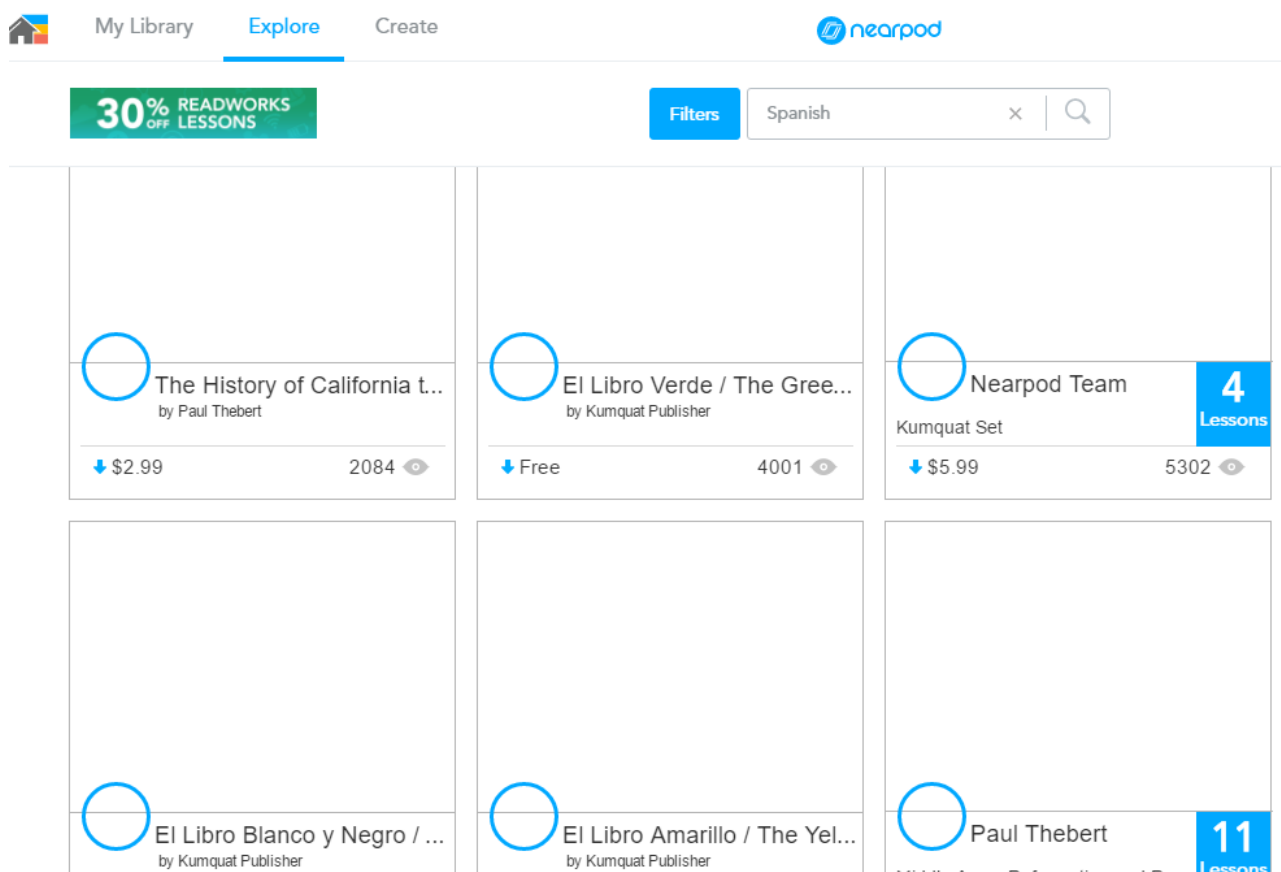 My Library Explore Create nearpod
30% OFF READWORKS LESSONS
Filters Spanish
The History of California t...
by Paul Thebert
$2.99 2084
El Libro Verde / The Gree...
by Kumquat Publisher
Free 4001
Nearpod Team
Kumquat Set
4 Lessons
$5.99 5302
El Libro Blanco y Negro / ...
by Kumquat Publisher
El Libro Amarillo / The Yel...
by Kumquat Publisher
Paul Thebert
11 Lessons